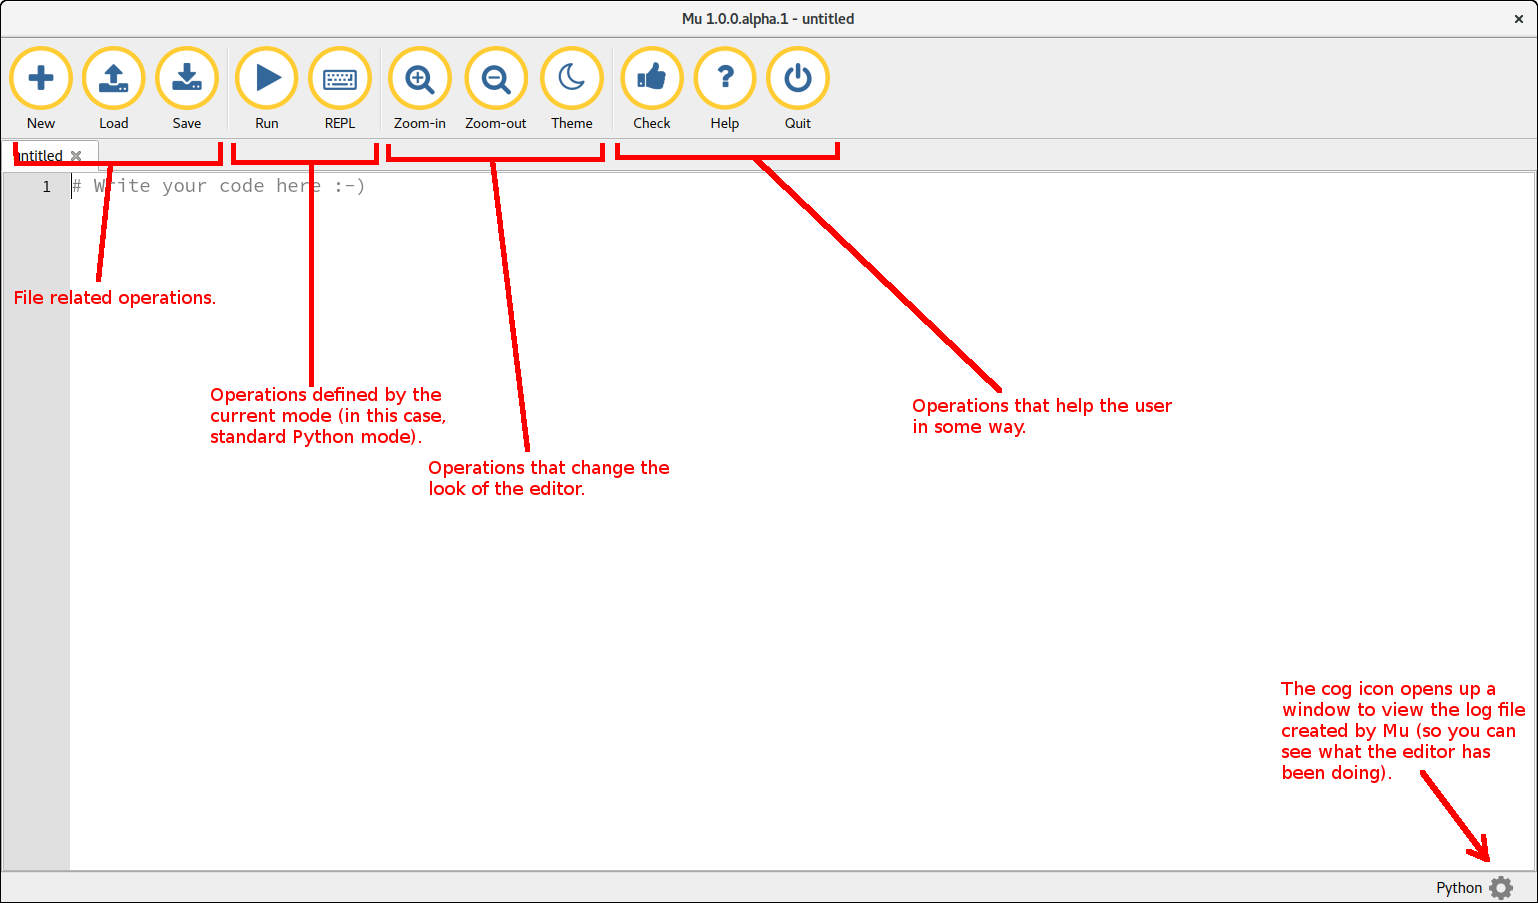 Mu 1.0.0.alpha.1 - untitled
New Load Save Run REPL Zoom-in Zoom-out Theme Check Help Quit
untitled
1 # Write your code here :-)
File related operations.
Operations defined by the
current mode (in this case,
standard Python mode).
Operations that change the
look of the editor.
Operations that help the user
in some way.
The cog icon opens up a
window to view the log file
created by Mu (so you can
see what the editor has
been doing).
Python